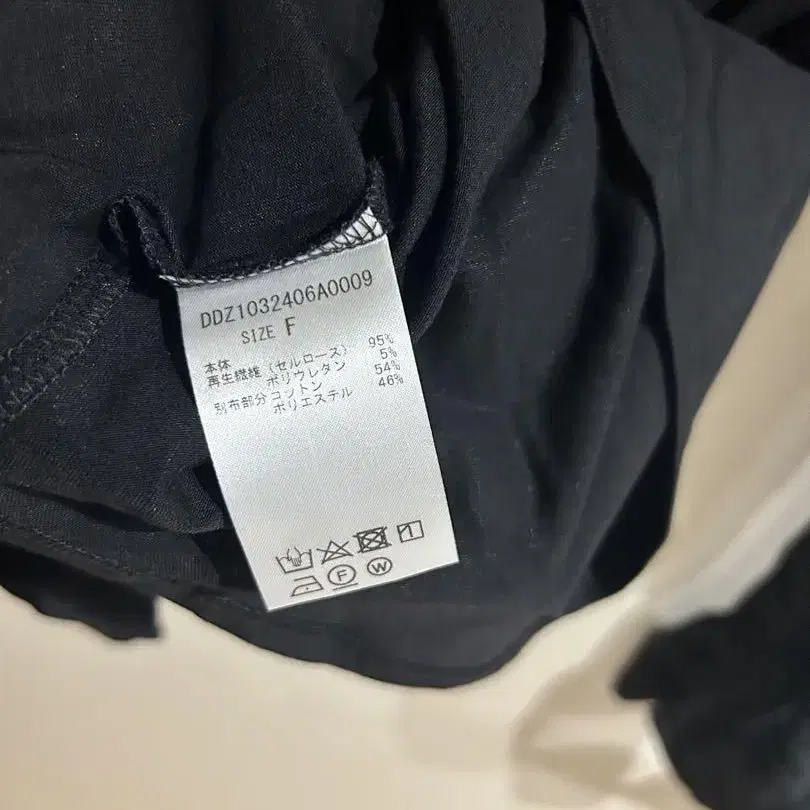 DDZ1032406A0009
SIZE F
本体
再生繊維 (セルロース) 95%
ポリウレタン 5%
別布部分 コットン 54%
ポリエステル 46%
F W